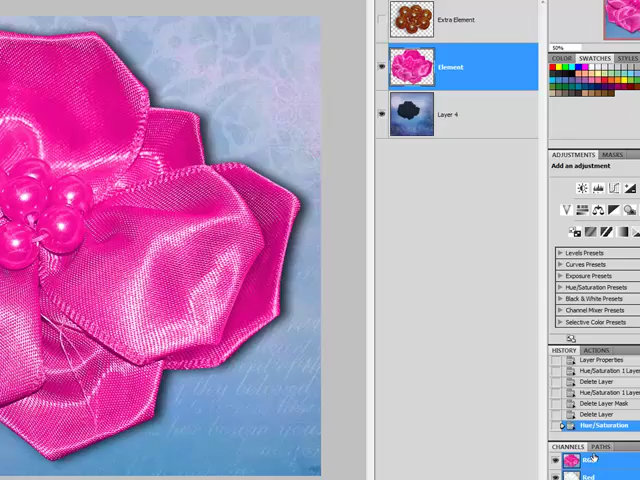 Extra Element
Element
Layer 4
50%
COLOR SWATCHES STYLES
ADJUSTMENTS MASKS
Add an adjustment
Levels Presets
Curves Presets
Exposure Presets
Hue/Saturation Presets
Black & White Presets
Channel Mixer Presets
Selective Color Presets
HISTORY ACTIONS
Layer Properties
Hue/Saturation 1 Layer
Delete Layer
Hue/Saturation 1 Layer
Delete Layer Mask
Delete Layer
Hue/Saturation
CHANNELS PATHS
Red